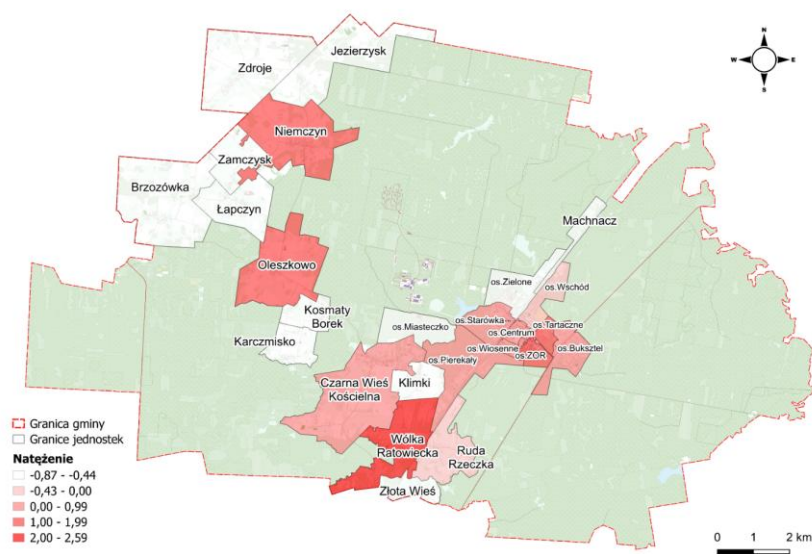 Jezierzysk
Zdroje
N
W
E
S
Niemczyn
Zamczysk
Brzozówka
Łapczyn
Machnacz
Oleszkowo
os.Zielone
os.Wschód
Kosmaty
Borek
os.Miasteczko
os.Starówka
os.Tartaczne
os.Centrum
Karczmisko
os.Wiosenne
os.Pierekały
os.ZOR
os.Buksztel
Czarna Wieś
Kościelna
Klimki
Granica gminy
Granice jednostek
Wólka
Ratowiecka
Ruda
Rzeczka
Natężenie
-0,87 - -0,44
-0,43 - 0,00
0,00 - 0,99
1,00 - 1,99
2,00 - 2,59
Złota Wieś
0 1 2 km